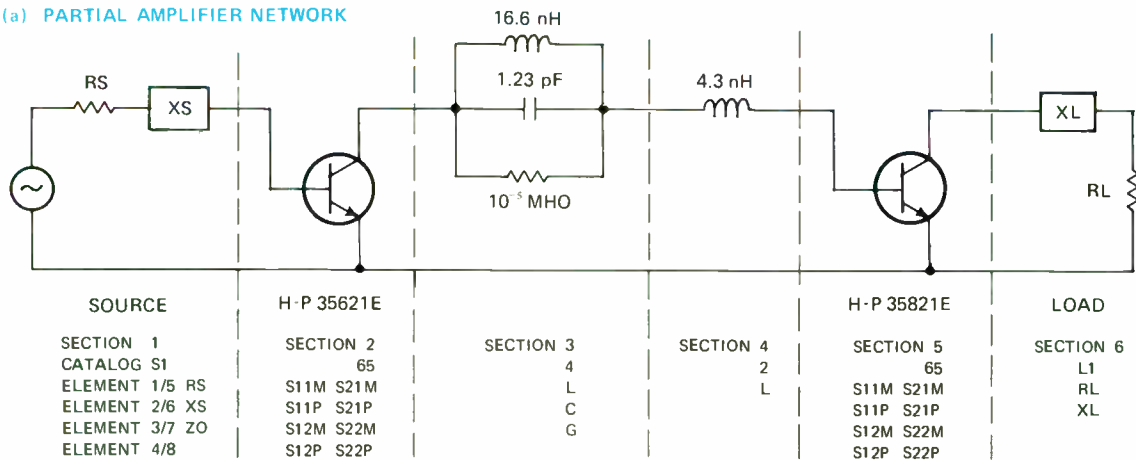 (a) PARTIAL AMPLIFIER NETWORK
16.6 nH
RS
XS
1.23 pF
4.3 nH
XL
10⁻⁵ MHO
RL
SOURCE
H-P 35621E
H-P 35821E
LOAD
SECTION 1
CATALOG S1
ELEMENT 1/5 RS
ELEMENT 2/6 XS
ELEMENT 3/7 ZO
ELEMENT 4/8
SECTION 2
65
S11M S21M
S11P S21P
S12M S22M
S12P S22P
SECTION 3
4
L
C
G
SECTION 4
2
L
SECTION 5
65
S11M S21M
S11P S21P
S12M S22M
S12P S22P
SECTION 6
L1
RL
XL